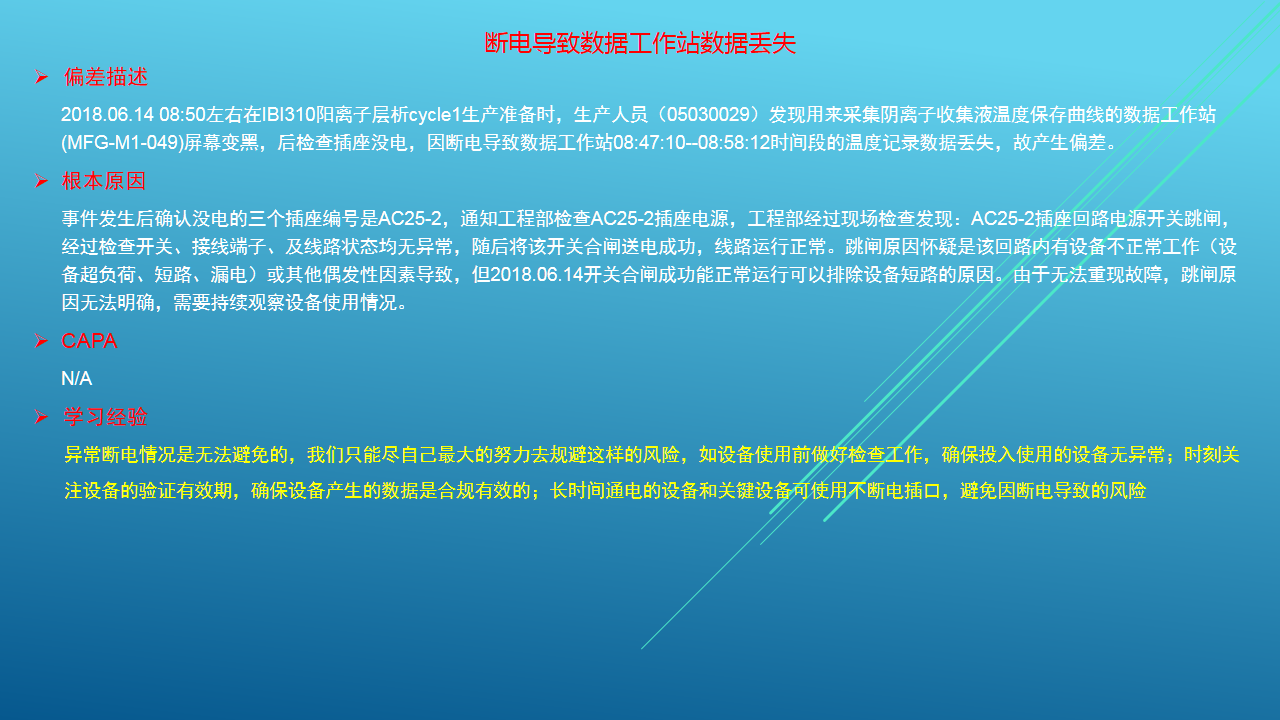 断电导致数据工作站数据丢失
偏差描述
2018.06.14 08:50左右在IBI310阳离子层析cycle1生产准备时，生产人员（05030029）发现用来采集阴离子收集液温度保存曲线的数据工作站
(MFG-M1-049)屏幕变黑，后检查插座没电，因断电导致数据工作站08:47:10--08:58:12时间段的温度记录数据丢失，故产生偏差。
根本原因
事件发生后确认没电的三个插座编号是AC25-2，通知工程部检查AC25-2插座电源，工程部经过现场检查发现：AC25-2插座回路电源开关跳闸，
经过检查开关、接线端子、及线路状态均无异常，随后将该开关合闸送电成功，线路运行正常。跳闸原因怀疑是该回路内有设备不正常工作（设
备超负荷、短路、漏电）或其他偶发性因素导致，但2018.06.14开关合闸成功能正常运行可以排除设备短路的原因。由于无法重现故障，跳闸原
因无法明确，需要持续观察设备使用情况。
CAPA
N/A
学习经验
异常断电情况是无法避免的，我们只能尽自己最大的努力去规避这样的风险，如设备使用前做好检查工作，确保投入使用的设备无异常；时刻关
注设备的验证有效期，确保设备产生的数据是合规有效的；长时间通电的设备和关键设备可使用不断电插口，避免因断电导致的风险